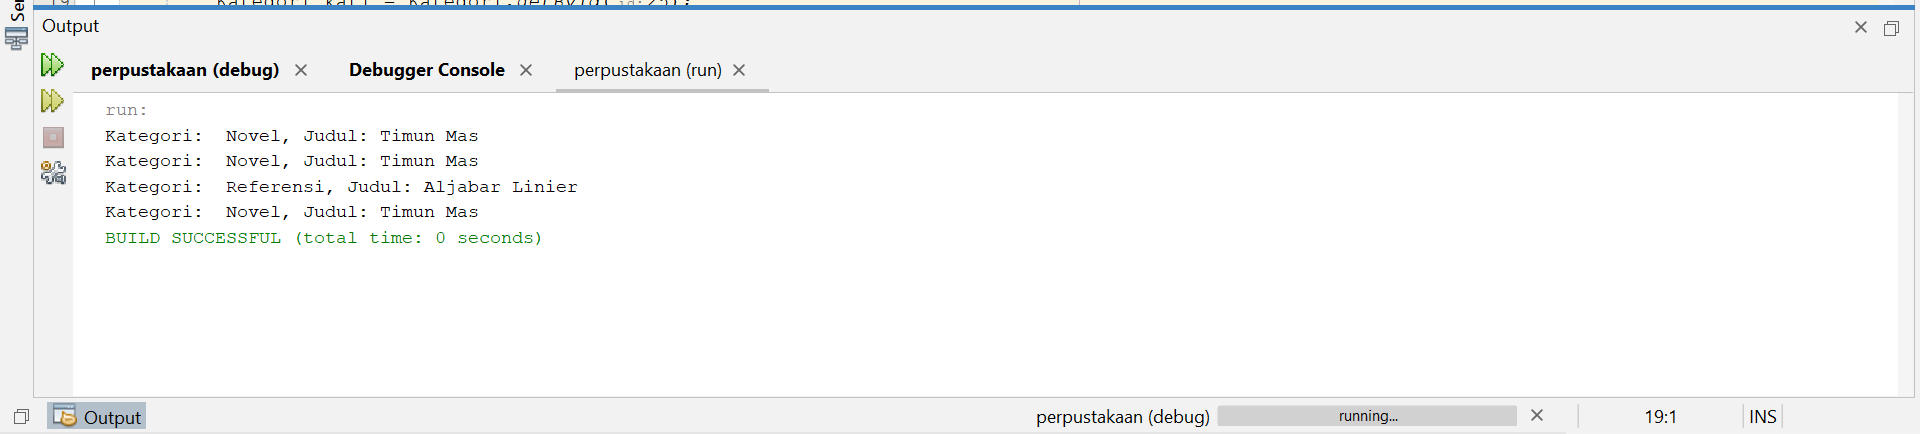 Output
perpustakaan (debug)
Debugger Console
perpustakaan (run)
run:
Kategori:  Novel, Judul: Timun Mas
Kategori:  Novel, Judul: Timun Mas
Kategori:  Referensi, Judul: Aljabar Linier
Kategori:  Novel, Judul: Timun Mas
BUILD SUCCESSFUL (total time: 0 seconds)
Output
perpustakaan (debug)
running...
19:1
INS